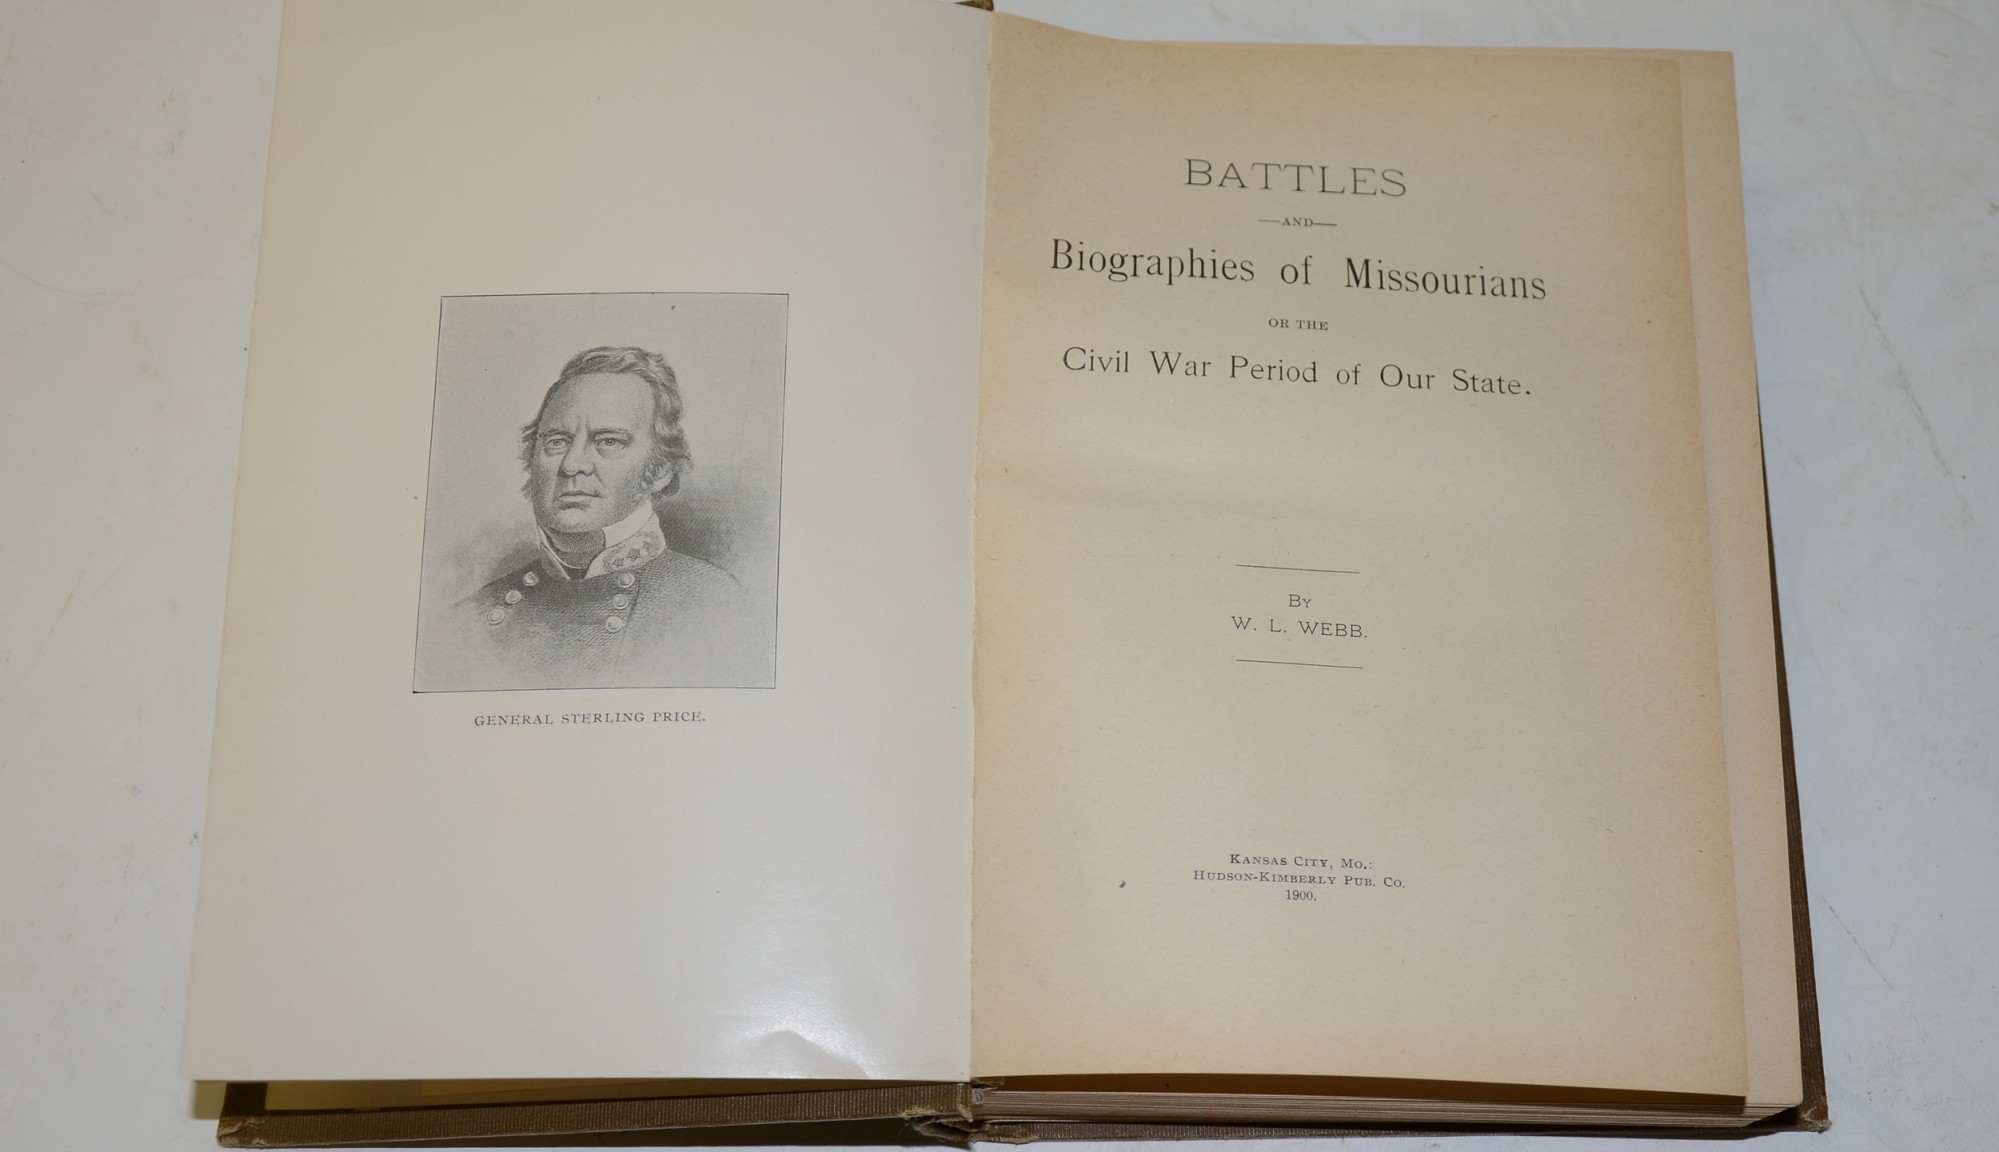 GENERAL STERLING PRICE.
BATTLES
—AND—
Biographies of Missourians
OR THE
Civil War Period of Our State.
BY
W. L. WEBB.
KANSAS CITY, MO.:
HUDSON-KIMBERLY PUB. CO.
1900.